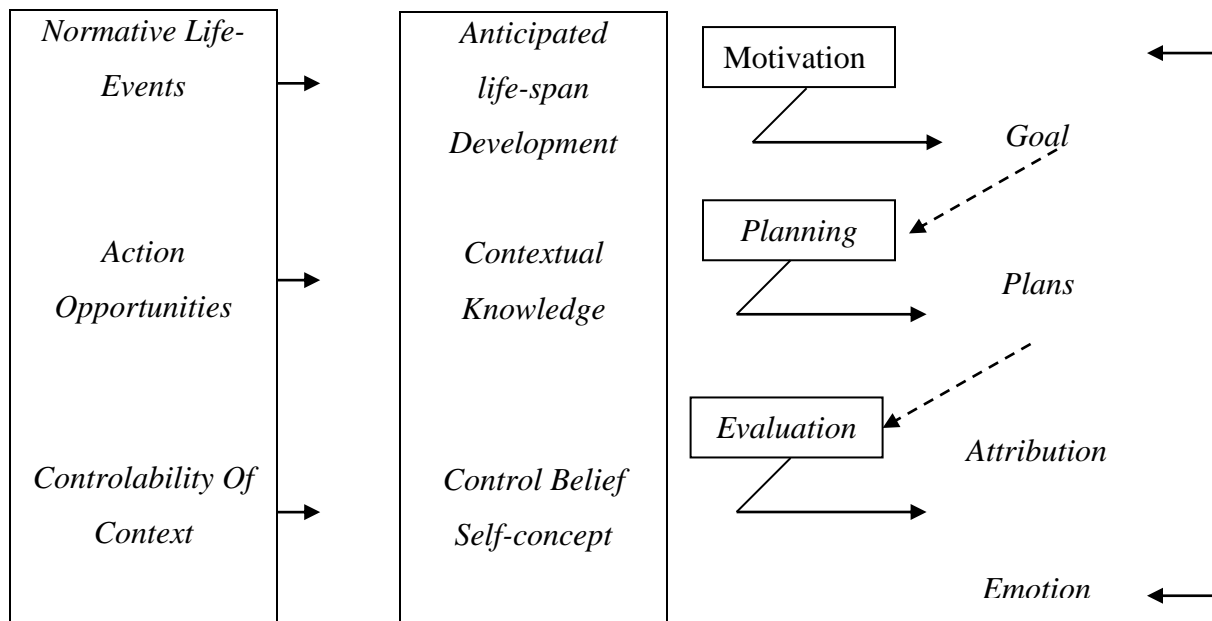 Normative Life-
Events
Anticipated
life-span
Development
Motivation
Goal
Action
Opportunities
Contextual
Knowledge
Planning
Plans
Controlability Of
Context
Control Belief
Self-concept
Evaluation
Attribution
Emotion